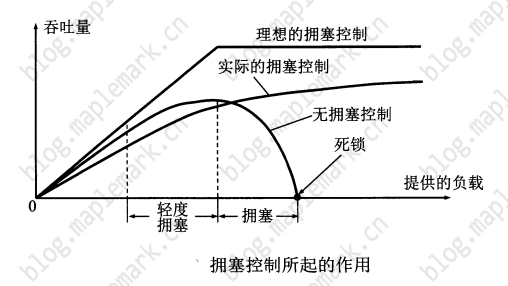 吞吐量
理想的拥塞控制
实际的拥塞控制
无拥塞控制
死锁
提供的负载
0
轻度
拥塞
拥塞
拥塞控制所起的作用
blog.maplemark.cn